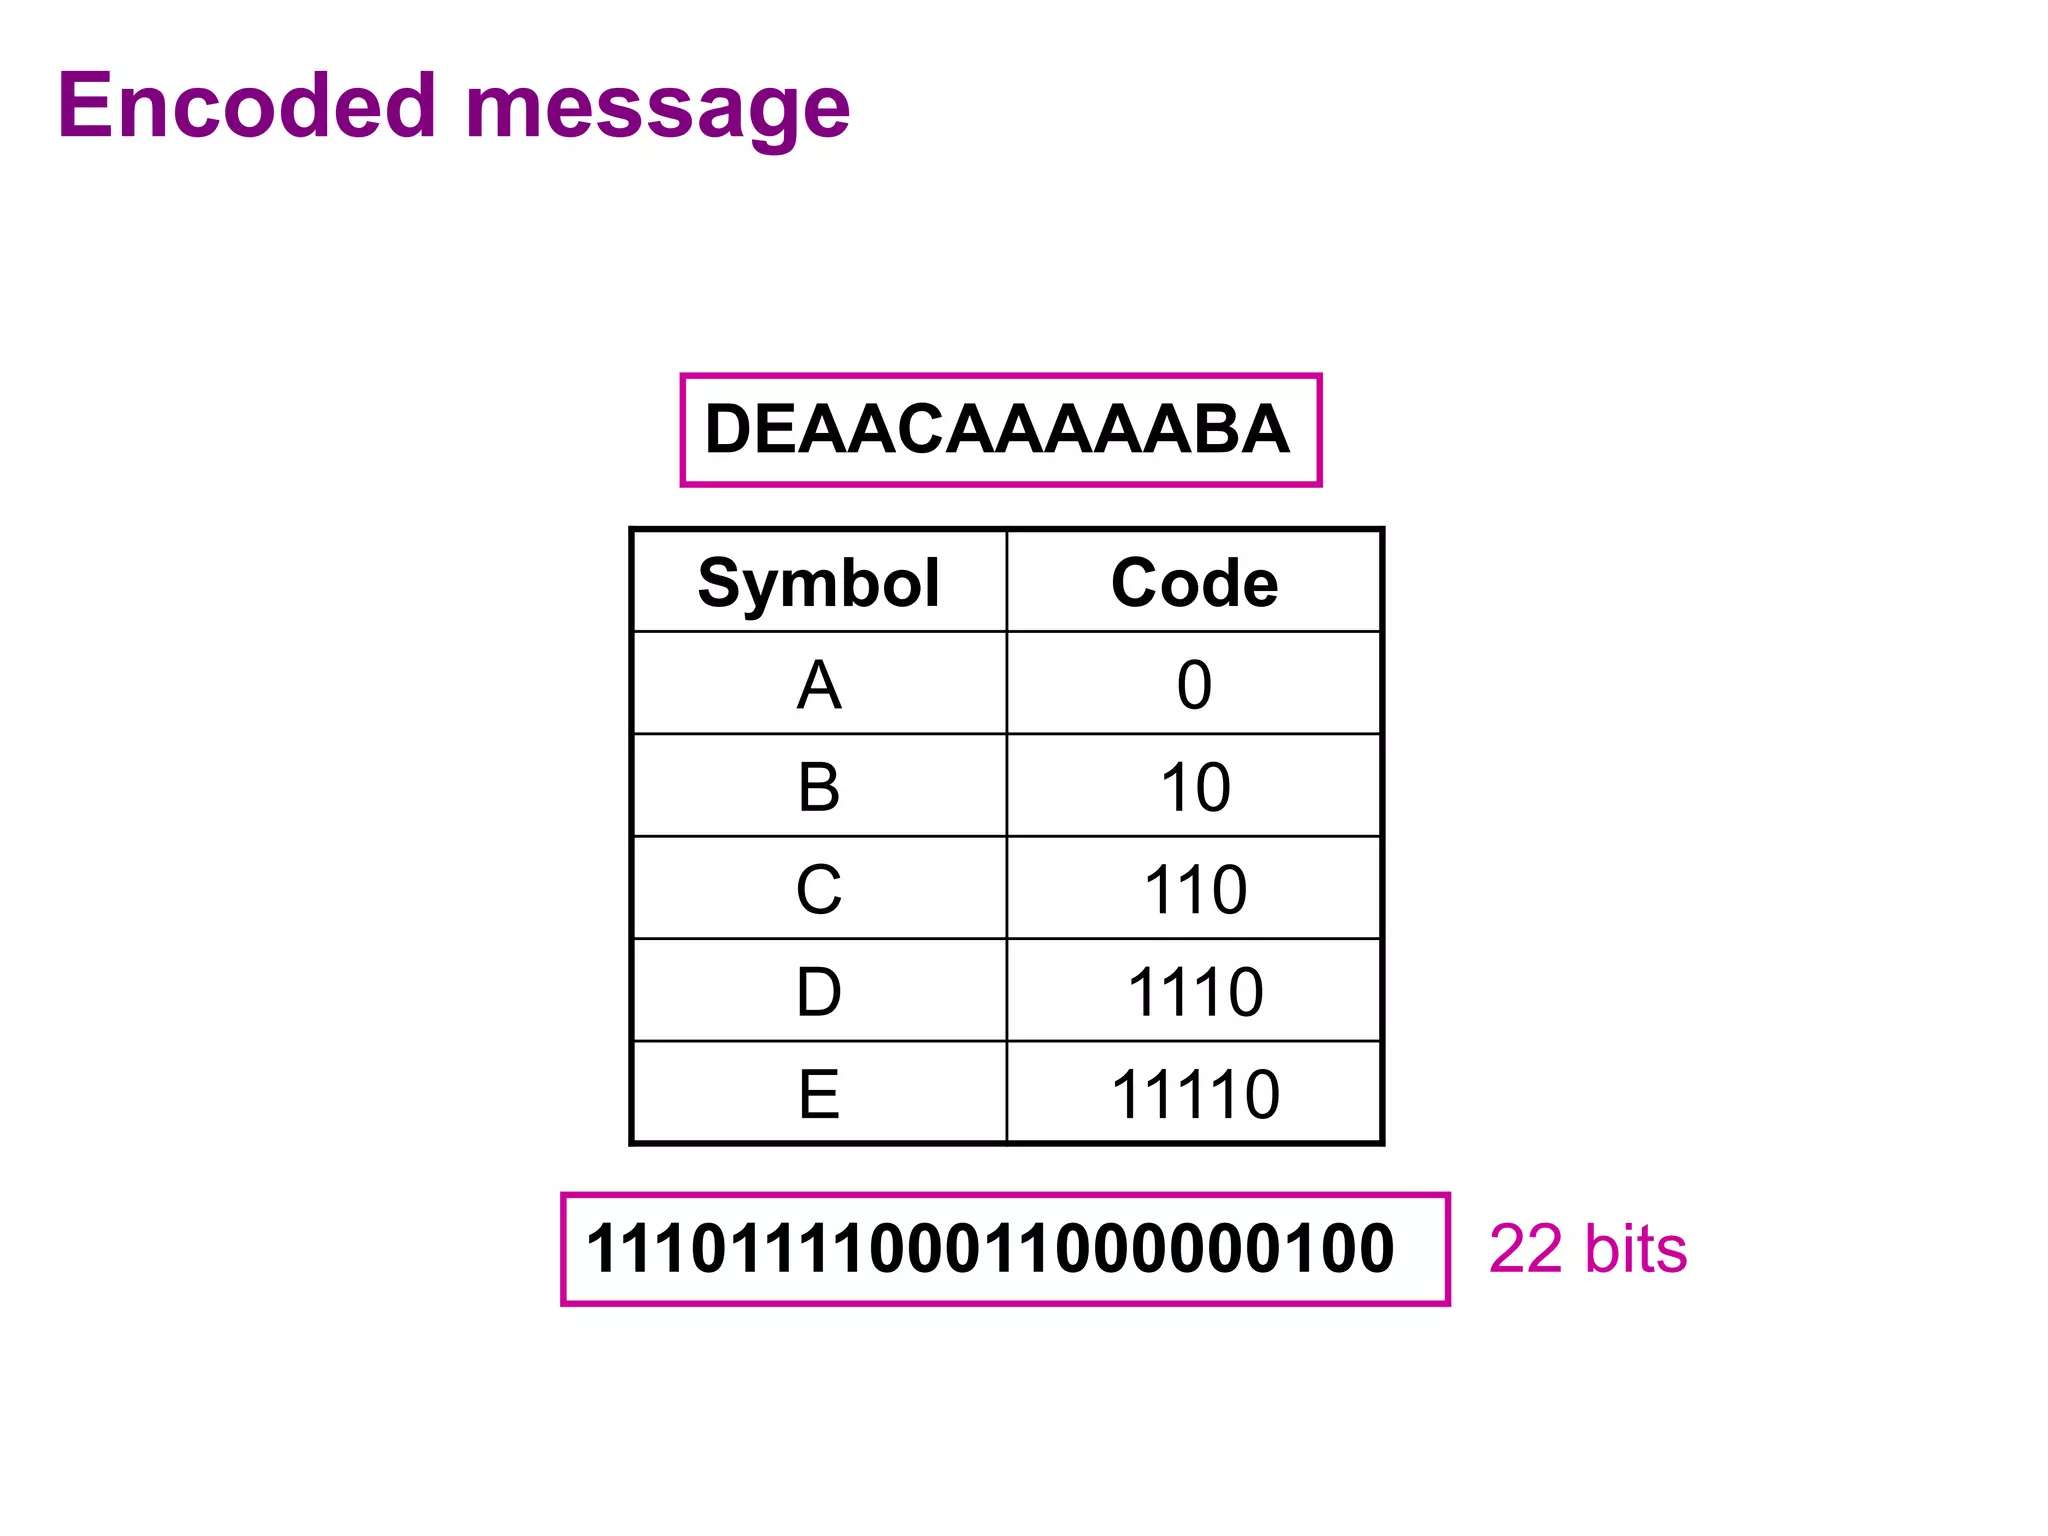 Encoded message
DEAACAAAAABA
Symbol Code
A 0
B 10
C 110
D 1110
E 11110
1110111100011000000100 22 bits